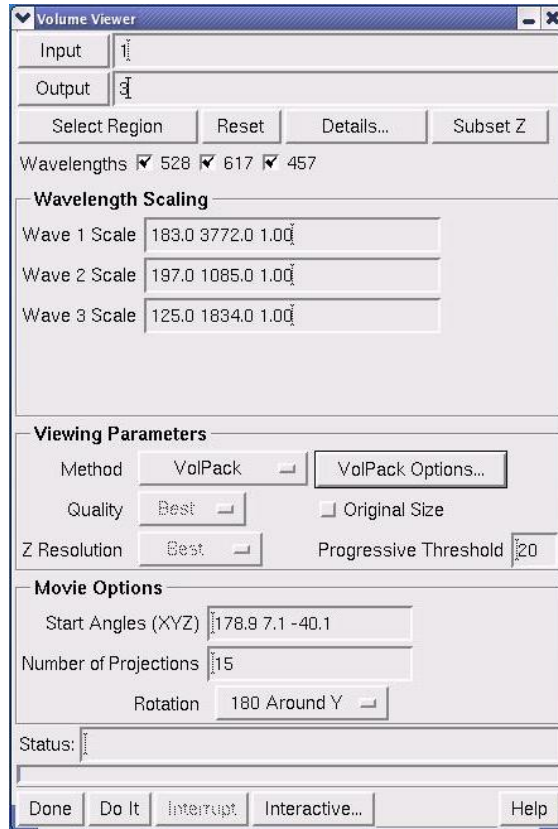 Volume Viewer
Input 1
Output 3
Select Region Reset Details... Subset Z
Wavelengths 528 617 457
Wavelength Scaling
Wave 1 Scale 183.0 3772.0 1.00
Wave 2 Scale 197.0 1085.0 1.00
Wave 3 Scale 125.0 1834.0 1.00
Viewing Parameters
Method VolPack VolPack Options...
Quality Best Original Size
Z Resolution Best Progressive Threshold 20
Movie Options
Start Angles (XYZ) 178.9 7.1 -40.1
Number of Projections 15
Rotation 180 Around Y
Status:
Done Do It Interrupt Interactive... Help